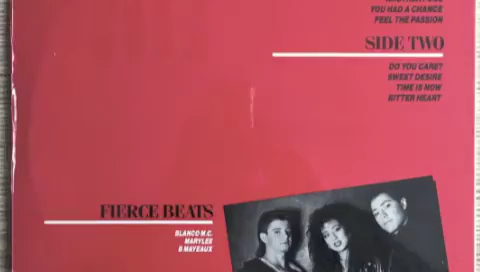 YOU HAD A CHANCE
FEEL THE PASSION
SIDE TWO
DO YOU CARE?
SWEET DESIRE
TIME IS NOW
BITTER HEART
FIERCE BEATS
BLANCO M.C.
MARYLEE
B MAYEAUX